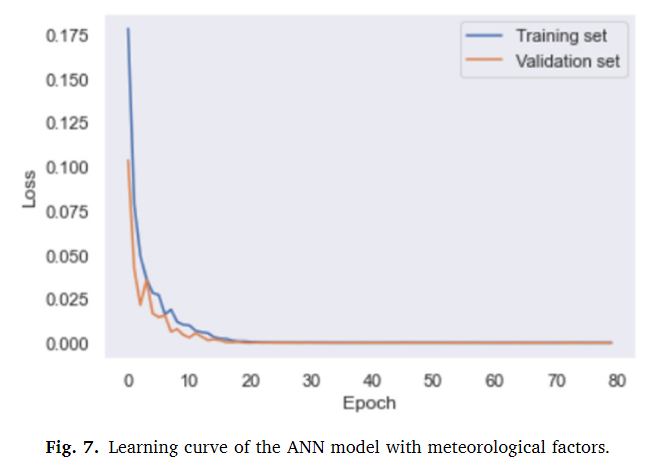 0.175
0.150
0.125
0.100
0.075
0.050
0.025
0.000
Loss
Training set
Validation set
0 10 20 30 40 50 60 70 80
Epoch
Fig. 7. Learning curve of the ANN model with meteorological factors.